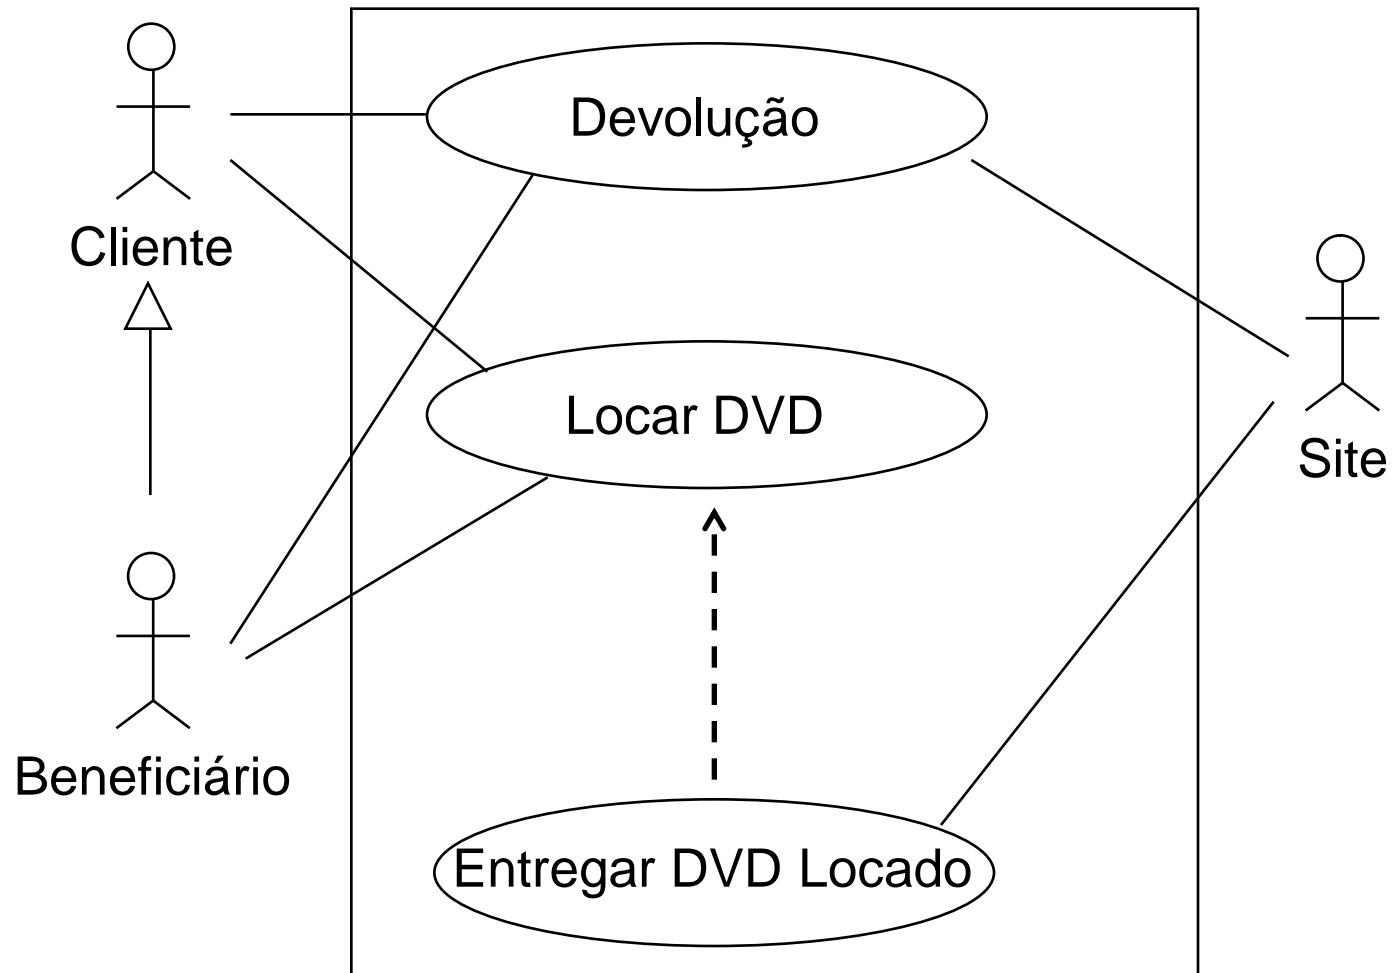 Devolução
Cliente
Locar DVD
Site
Beneficiário
Entregar DVD Locado